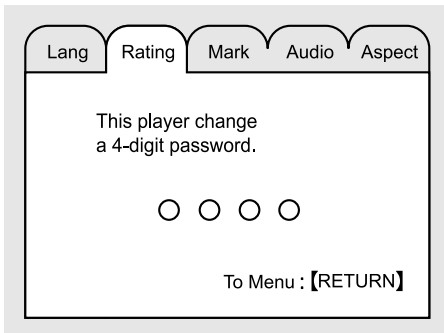 Lang Rating Mark Audio Aspect
This player change
a 4-digit password.
To Menu :【RETURN】